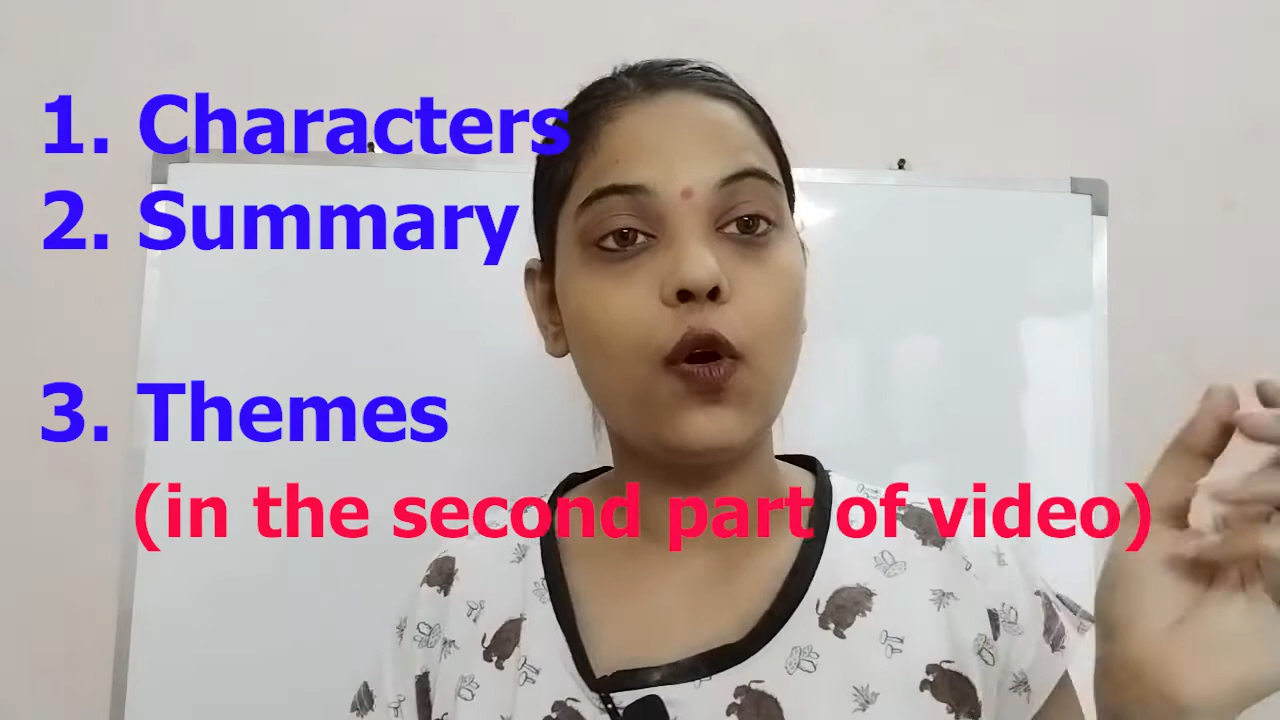 1. Characters
2. Summary
3. Themes
(in the second part of video)